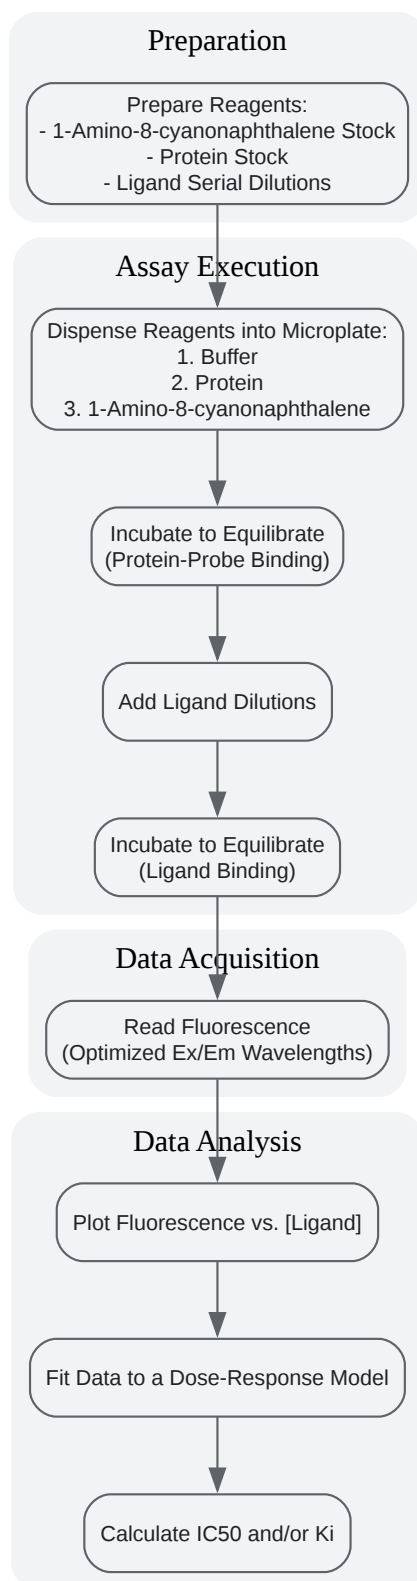 Preparation
Prepare Reagents:
- 1-Amino-8-cyanonaphthalene Stock
- Protein Stock
- Ligand Serial Dilutions
Assay Execution
Dispense Reagents into Microplate:
1. Buffer
2. Protein
3. 1-Amino-8-cyanonaphthalene
Incubate to Equilibrate
(Protein-Probe Binding)
Add Ligand Dilutions
Incubate to Equilibrate
(Ligand Binding)
Data Acquisition
Read Fluorescence
(Optimized Ex/Em Wavelengths)
Data Analysis
Plot Fluorescence vs. [Ligand]
Fit Data to a Dose-Response Model
Calculate IC50 and/or Ki